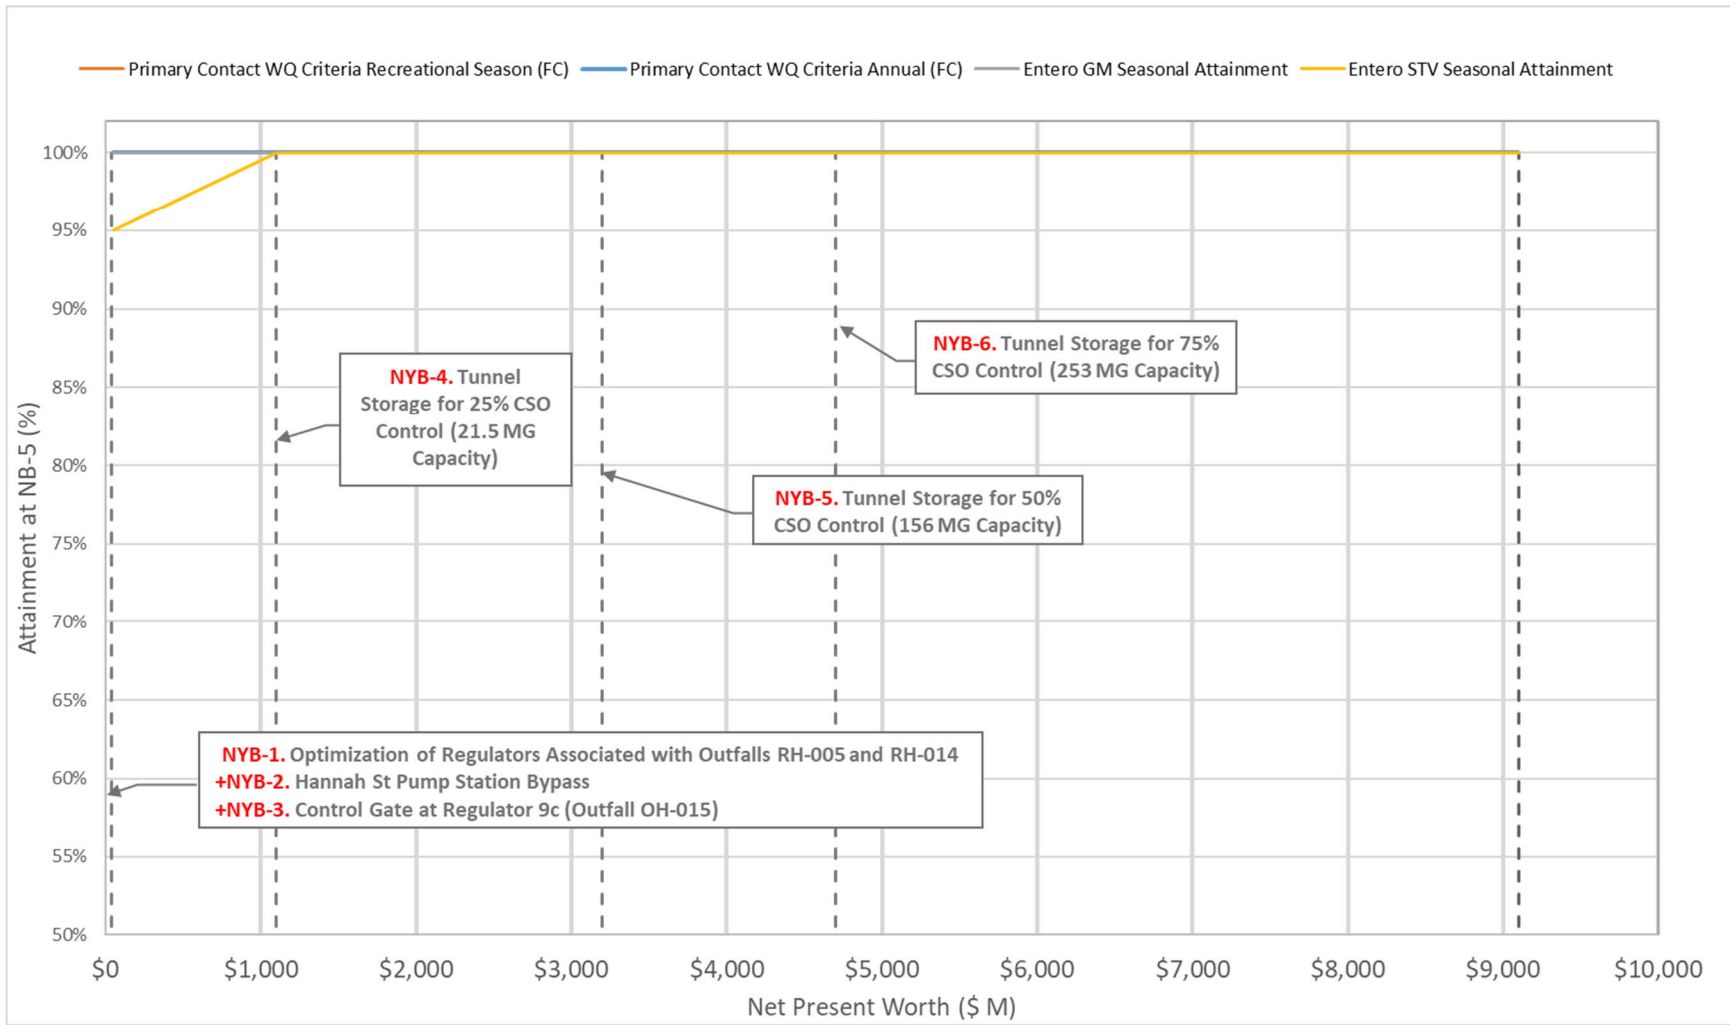 Primary Contact WQ Criteria Recreational Season (FC) Primary Contact WQ Criteria Annual (FC) Entero GM Seasonal Attainment Entero STV Seasonal Attainment
100%
95%
90%
85%
80%
75%
70%
65%
60%
55%
50%
Attainment at NB-5 (%)
NYB-6. Tunnel Storage for 75%
CSO Control (253 MG Capacity)
NYB-4. Tunnel
Storage for 25% CSO
Control (21.5 MG
Capacity)
NYB-5. Tunnel Storage for 50%
CSO Control (156 MG Capacity)
NYB-1. Optimization of Regulators Associated with Outfalls RH-005 and RH-014
+NYB-2. Hannah St Pump Station Bypass
+NYB-3. Control Gate at Regulator 9c (Outfall OH-015)
$0 $1,000 $2,000 $3,000 $4,000 $5,000 $6,000 $7,000 $8,000 $9,000 $10,000
Net Present Worth ($ M)